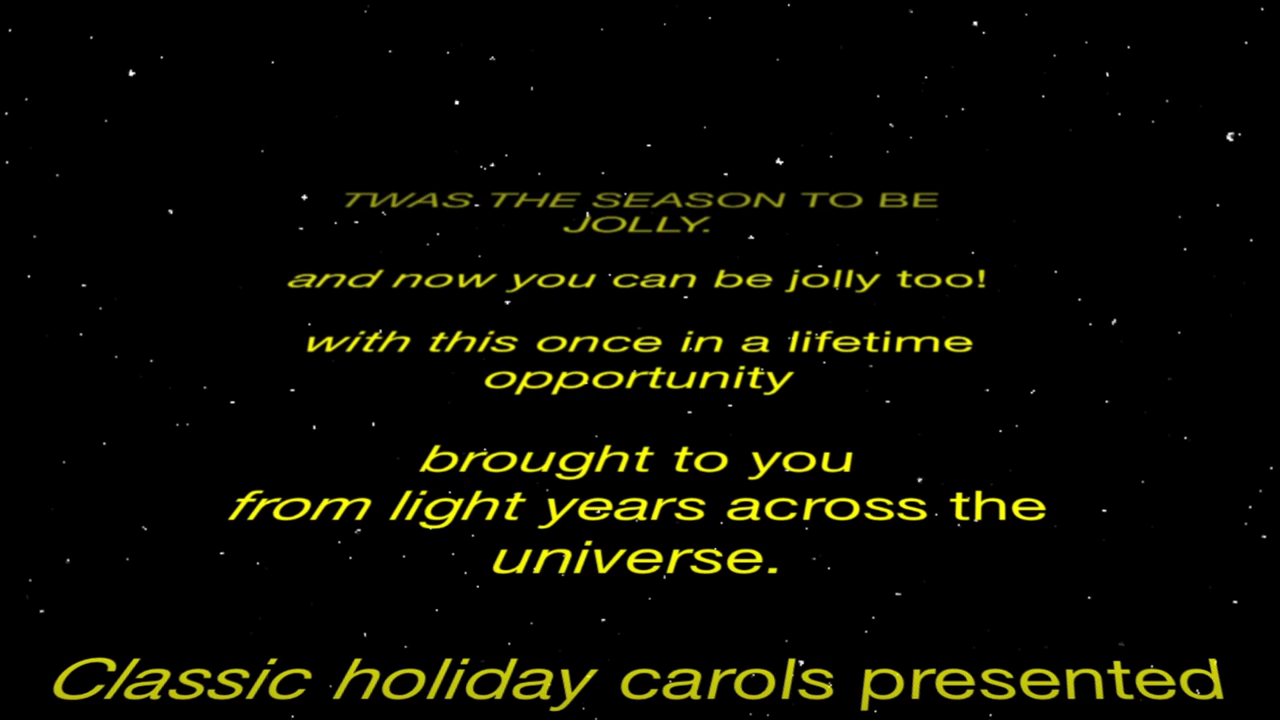 TWAS THE SEASON TO BE
JOLLY.
and now you can be jolly too!
with this once in a lifetime
opportunity
brought to you
from light years across the
universe.
Classic holiday carols presented